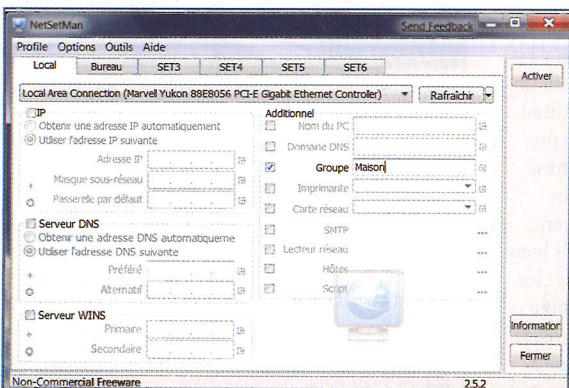 NetSetMan
Send Feedback
Profile Options Outils Aide
Local Bureau SET3 SET4 SET5 SET6
Activer
Local Area Connection (Marvell Yukon 88E8056 PCI-E Gigabit Ethernet Controller)
Rafraîchir
IP
Obtenir une adresse IP automatiquement
Utiliser l'adresse IP suivante
Adresse IP
Masque sous-réseau
Passerelle par défaut
Serveur DNS
Obtenir une adresse DNS automatiqueme
Utiliser l'adresse DNS suivante
Préféré
Alternatif
Serveur WINS
Primaire
Secondaire
Additionnel
Nom du PC
Domaine DNS
Groupe Maison
Imprimante
Carte réseau
SMTP ...
Lecteur réseau ...
Hôtes ...
Script ...
Information
Fermer
Non-Commercial Freeware
2.5.2